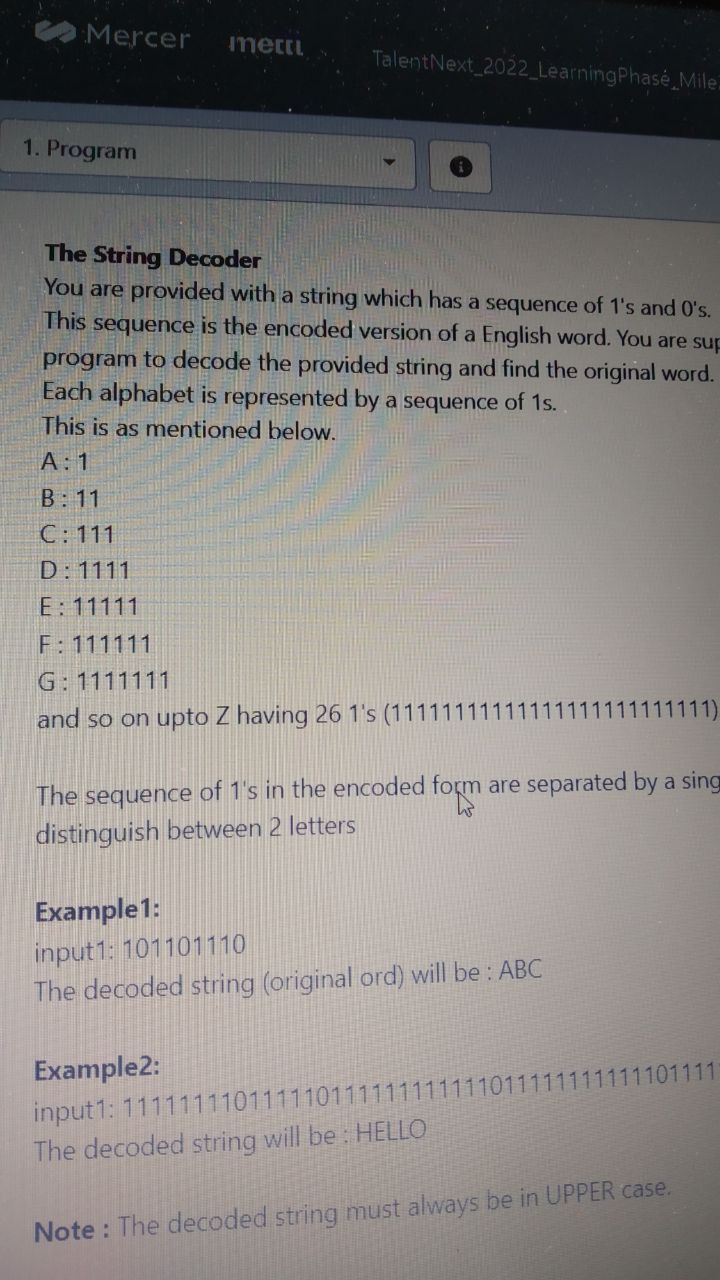 Mercer
TalentNext_2022_LearningPhase_Mile
1. Program
The String Decoder
You are provided with a string which has a sequence of 1's and 0's.
This sequence is the encoded version of a English word. You are sup
program to decode the provided string and find the original word.
Each alphabet is represented by a sequence of 1s.
This is as mentioned below.
A : 1
B : 11
C : 111
D : 1111
E : 11111
F : 111111
G : 1111111
and so on upto Z having 26 1's (11111111111111111111111111)
The sequence of 1's in the encoded form are separated by a sing
distinguish between 2 letters
Example1:
input1: 101101110
The decoded string (original ord) will be : ABC
Example2:
input1: 111111110111110111111111111011111111111101111
The decoded string will be : HELLO
Note : The decoded string must always be in UPPER case.